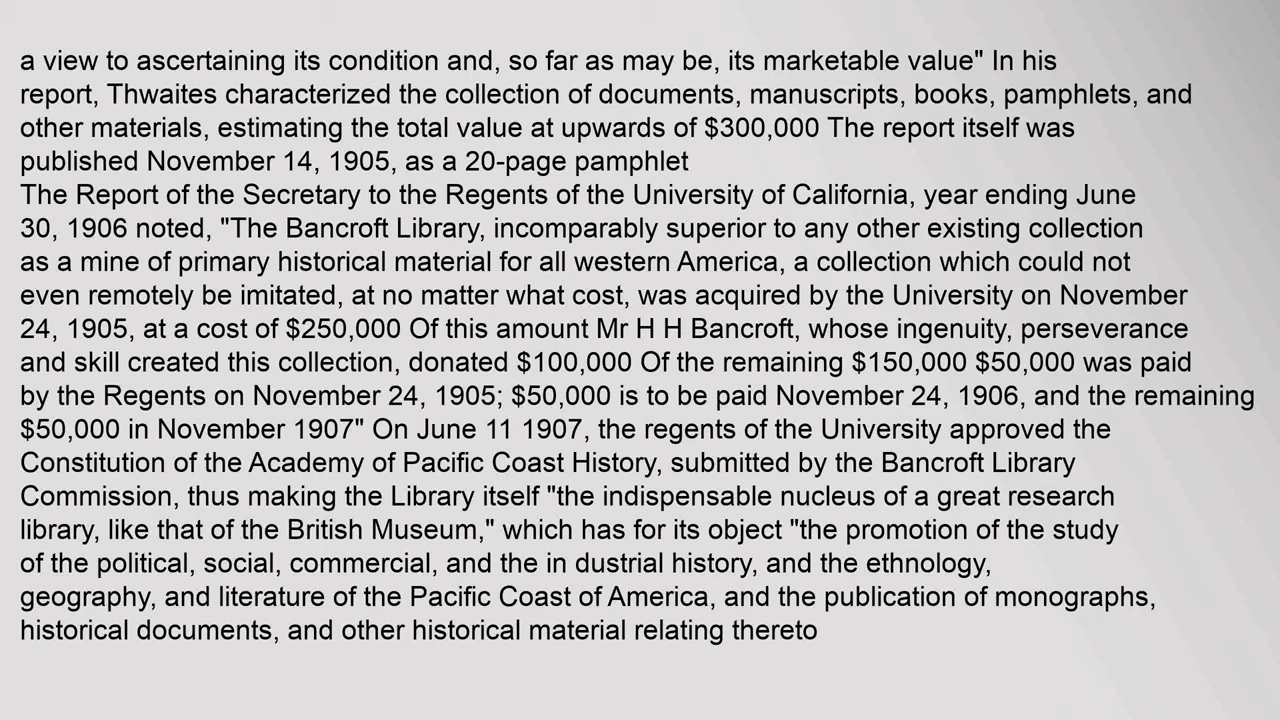 a view to ascertaining its condition and, so far as may be, its marketable value" In his
report, Thwaites characterized the collection of documents, manuscripts, books, pamphlets, and
other materials, estimating the total value at upwards of $300,000 The report itself was
published November 14, 1905, as a 20-page pamphlet
The Report of the Secretary to the Regents of the University of California, year ending June
30, 1906 noted, "The Bancroft Library, incomparably superior to any other existing collection
as a mine of primary historical material for all western America, a collection which could not
even remotely be imitated, at no matter what cost, was acquired by the University on November
24, 1905, at a cost of $250,000 Of this amount Mr H H Bancroft, whose ingenuity, perseverance
and skill created this collection, donated $100,000 Of the remaining $150,000 $50,000 was paid
by the Regents on November 24, 1905; $50,000 is to be paid November 24, 1906, and the remaining
$50,000 in November 1907" On June 11 1907, the regents of the University approved the
Constitution of the Academy of Pacific Coast History, submitted by the Bancroft Library
Commission, thus making the Library itself "the indispensable nucleus of a great research
library, like that of the British Museum," which has for its object "the promotion of the study
of the political, social, commercial, and the in dustrial history, and the ethnology,
geography, and literature of the Pacific Coast of America, and the publication of monographs,
historical documents, and other historical material relating thereto